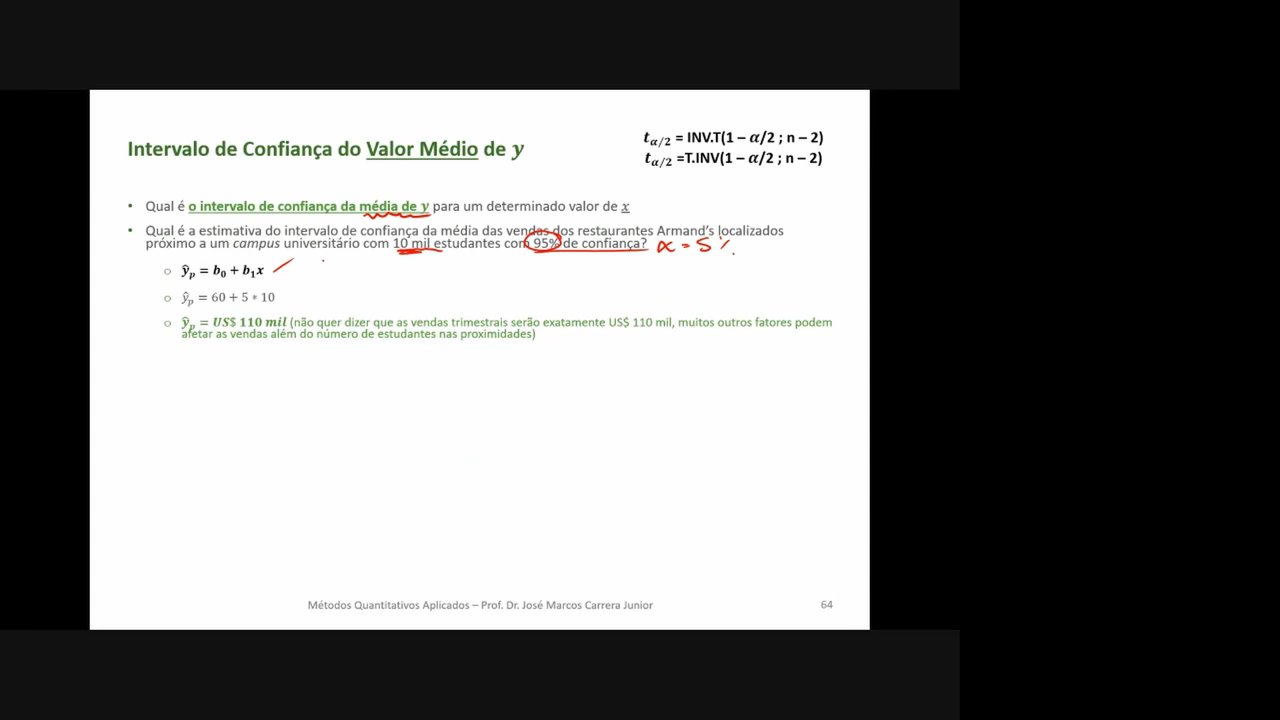 Intervalo de Confiança do Valor Médio de y
t α/2 = INV.T(1 – α/2 ; n – 2)
t α/2 =T.INV(1 – α/2 ; n – 2)
• Qual é o intervalo de confiança da média de y para um determinado valor de x
• Qual é a estimativa do intervalo de confiança da média das vendas dos restaurantes Armand's localizados
próximo a um campus universitário com 10 mil estudantes com 95% de confiança? α = 5%
○ ŷp = b0 + b1x
○ ŷp = 60 + 5 ∗ 10
○ ŷp = US$ 110 mil (não quer dizer que as vendas trimestrais serão exatamente US$ 110 mil, muitos outros fatores podem
afetar as vendas além do número de estudantes nas proximidades)
Métodos Quantitativos Aplicados – Prof. Dr. José Marcos Carrera Junior
64